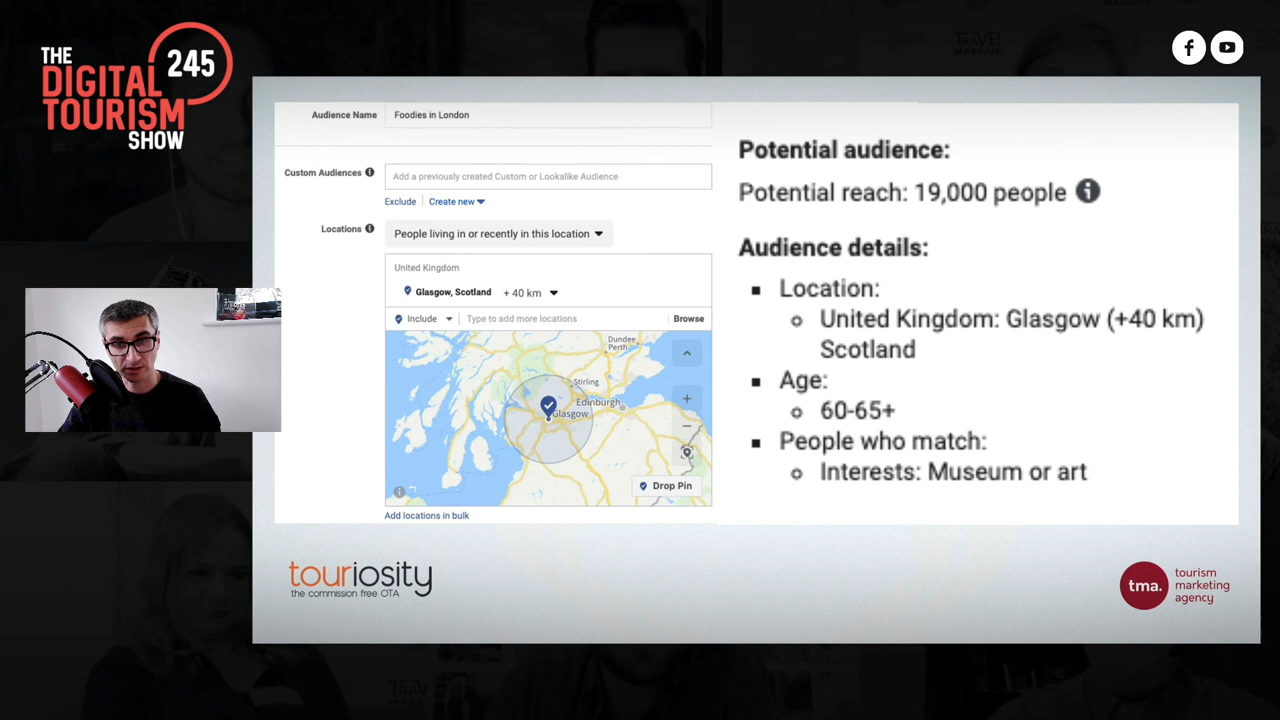 THE
DIGITAL
TOURISM
SHOW
245
Audience Name
Foodies in London
Custom Audiences
Add a previously created Custom or Lookalike Audience
Exclude
Create new
Locations
People living in or recently in this location
United Kingdom
Glasgow, Scotland
+ 40 km
Include
Type to add more locations
Browse
Dundee
Perth
Stirling
Edinburgh
Glasgow
Drop Pin
Add locations in bulk
Potential audience:
Potential reach: 19,000 people
Audience details:
Location:
United Kingdom: Glasgow (+40 km)
Scotland
Age:
60-65+
People who match:
Interests: Museum or art
touriosity
the commission free OTA
tma.
tourism
marketing
agency
TRAVEL
MASSIVE